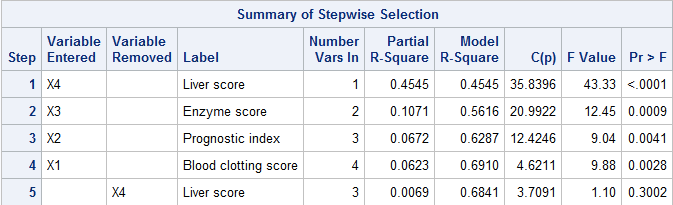 Summary of Stepwise Selection
Step Variable Entered Variable Removed Label Number Vars In Partial R-Square Model R-Square C(p) F Value Pr > F
1 X4 Liver score 1 0.4545 0.4545 35.8396 43.33 <.0001
2 X3 Enzyme score 2 0.1071 0.5616 20.9922 12.45 0.0009
3 X2 Prognostic index 3 0.0672 0.6287 12.4246 9.04 0.0041
4 X1 Blood clotting score 4 0.0623 0.6910 4.6211 9.88 0.0028
5 X4 Liver score 3 0.0069 0.6841 3.7091 1.10 0.3002